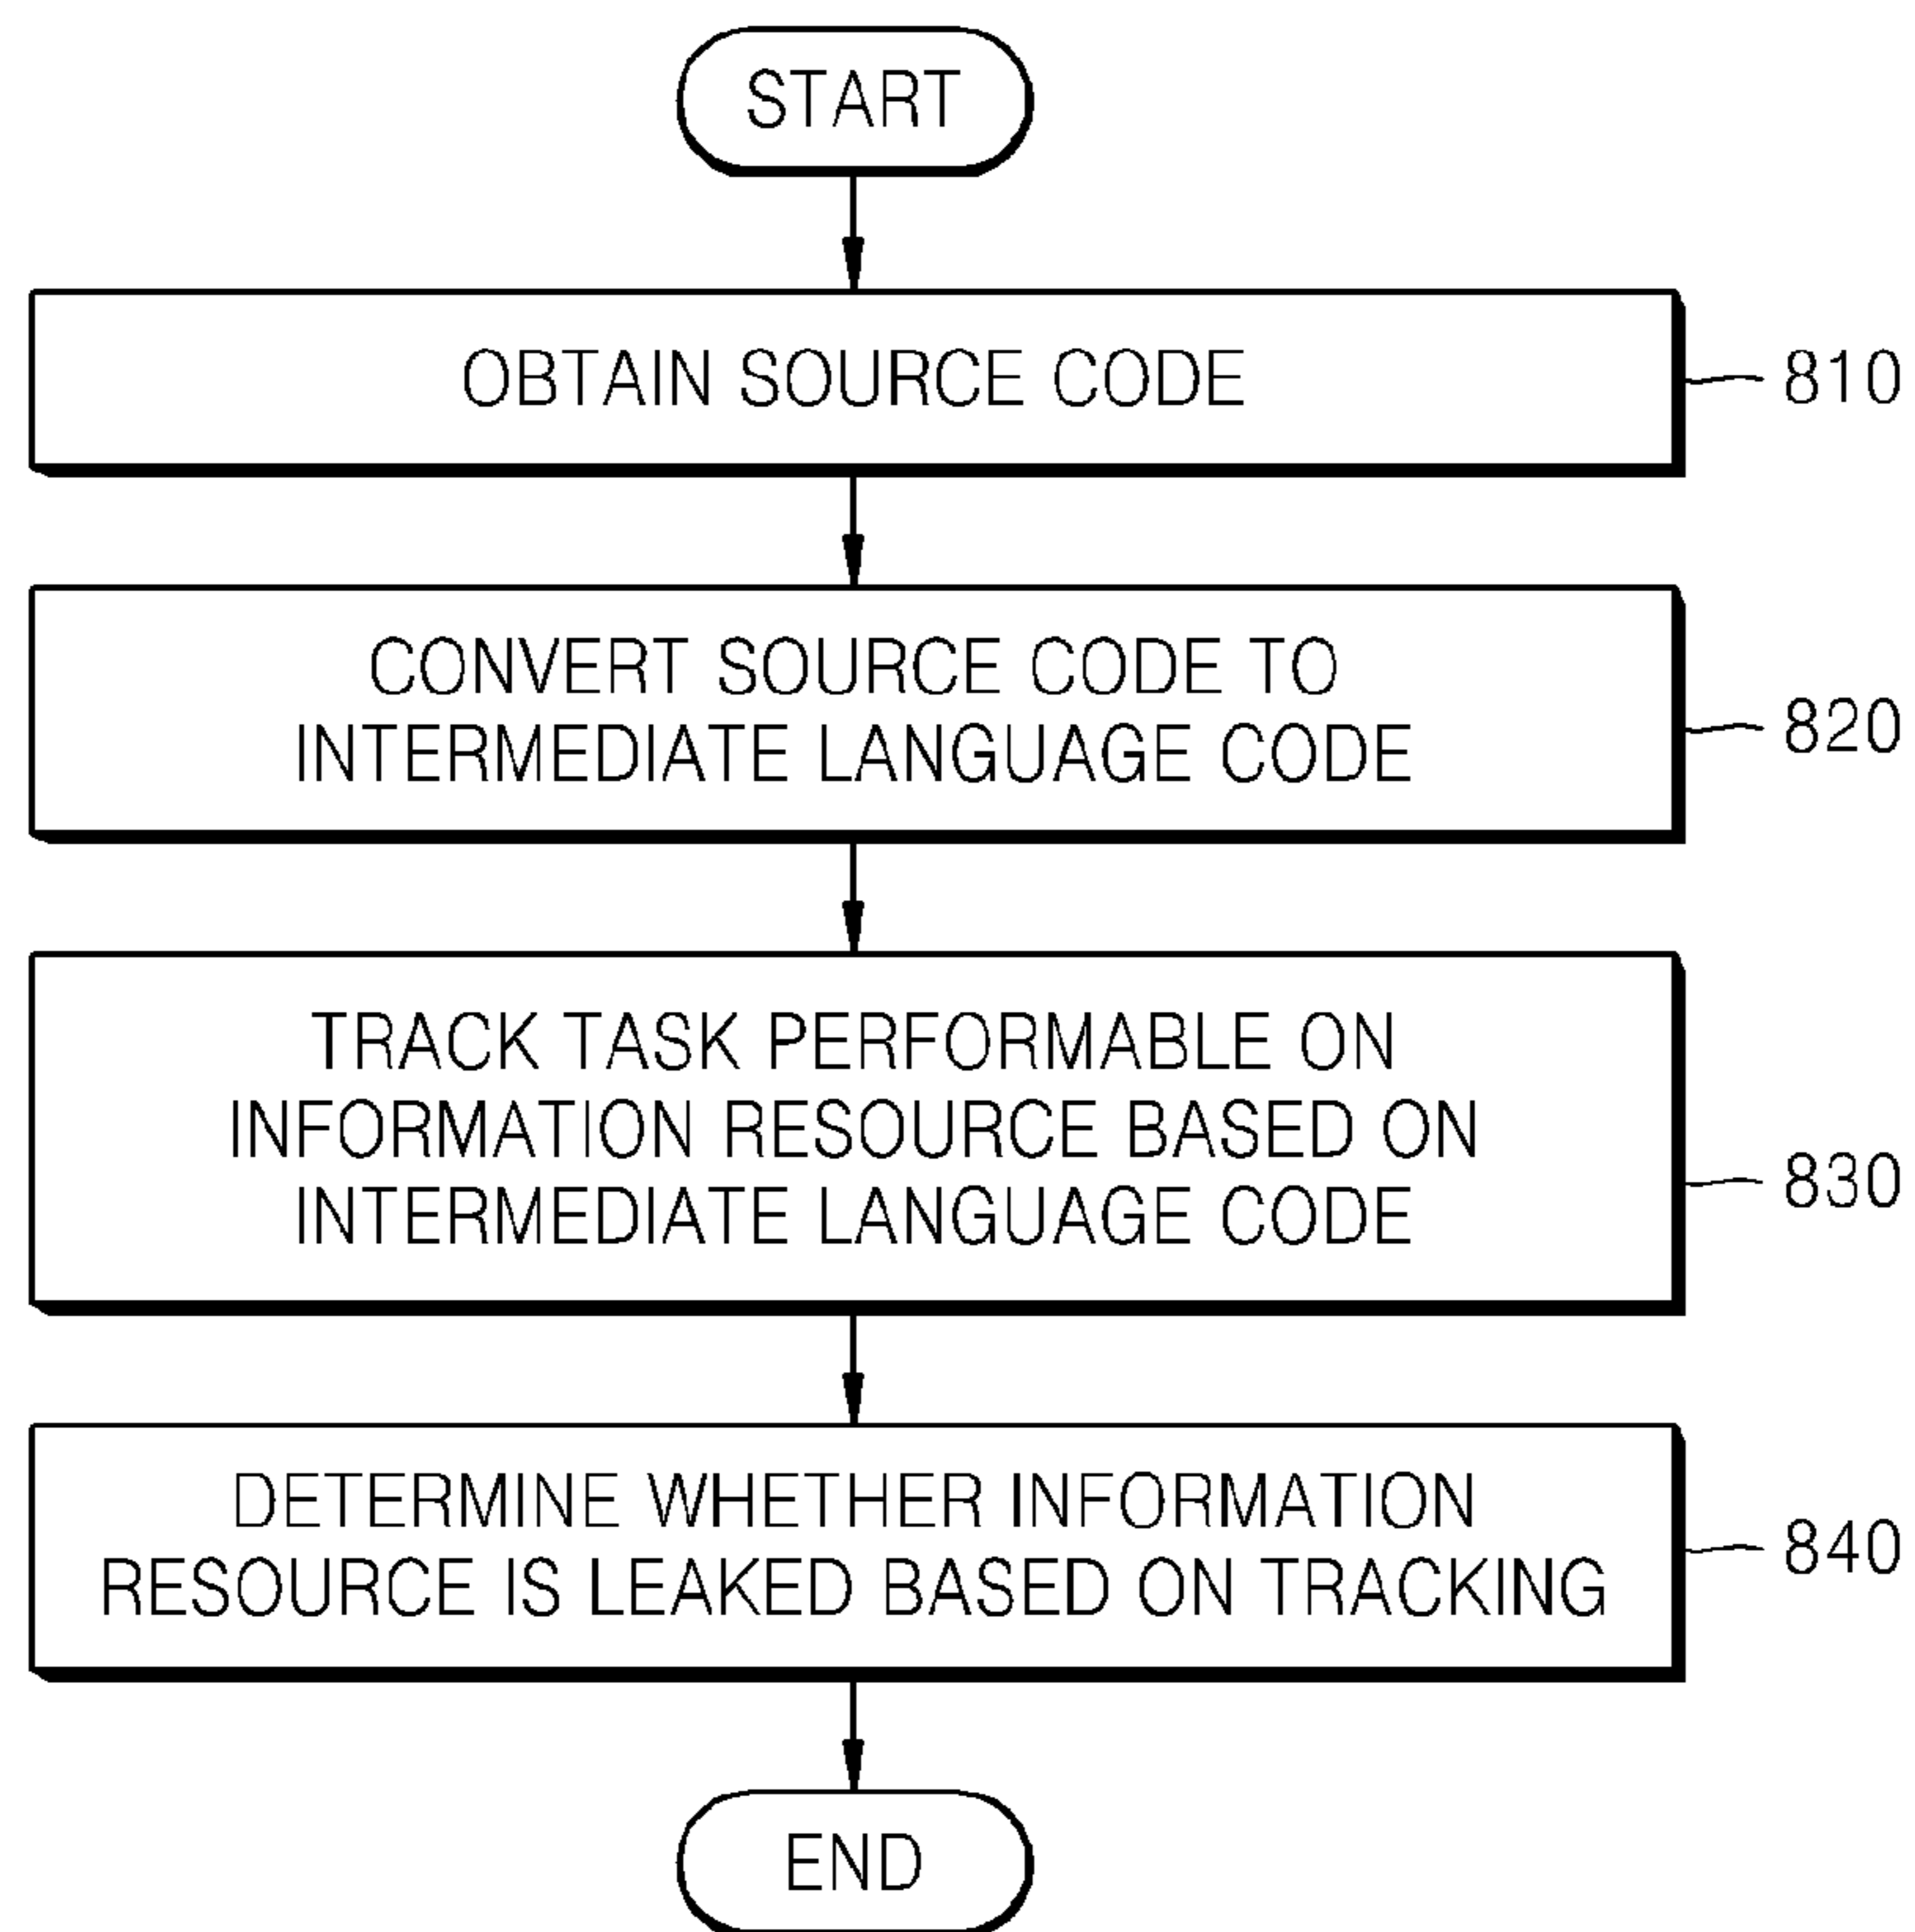 START
OBTAIN SOURCE CODE
810
CONVERT SOURCE CODE TO
INTERMEDIATE LANGUAGE CODE
820
TRACK TASK PERFORMABLE ON
INFORMATION RESOURCE BASED ON
INTERMEDIATE LANGUAGE CODE
830
DETERMINE WHETHER INFORMATION
RESOURCE IS LEAKED BASED ON TRACKING
840
END